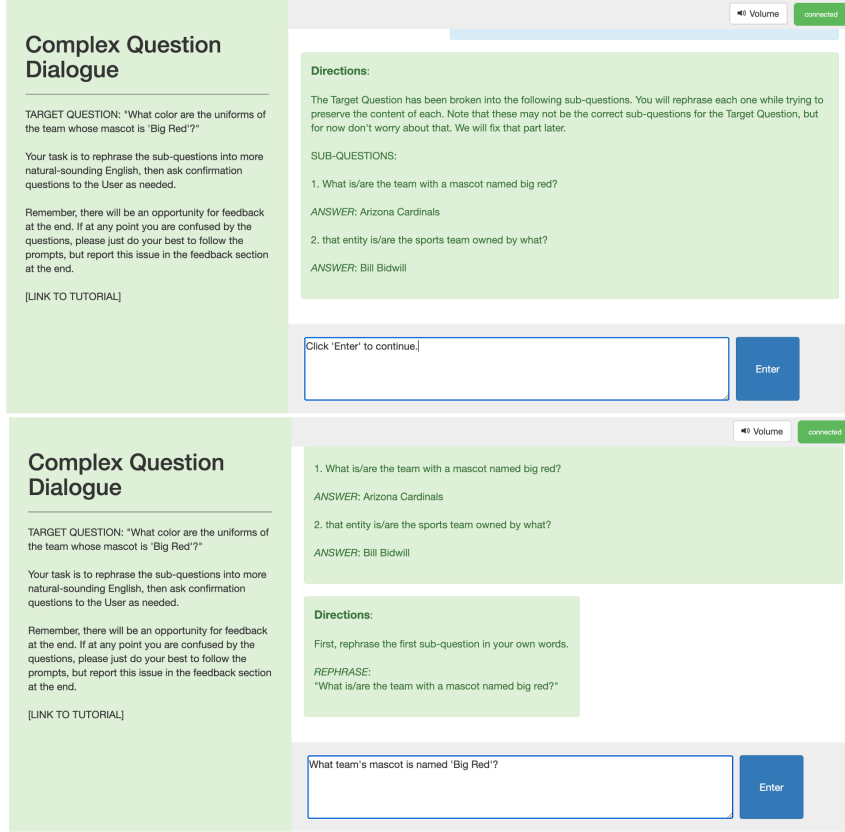 Volume
connected
Complex Question
Dialogue
TARGET QUESTION: "What color are the uniforms of
the team whose mascot is 'Big Red'?"
Your task is to rephrase the sub-questions into more
natural-sounding English, then ask confirmation
questions to the User as needed.
Remember, there will be an opportunity for feedback
at the end. If at any point you are confused by the
questions, please just do your best to follow the
prompts, but report this issue in the feedback section
at the end.
[LINK TO TUTORIAL]
Directions:
The Target Question has been broken into the following sub-questions. You will rephrase each one while trying to
preserve the content of each. Note that these may not be the correct sub-questions for the Target Question, but
for now don't worry about that. We will fix that part later.
SUB-QUESTIONS:
1. What is/are the team with a mascot named big red?
ANSWER: Arizona Cardinals
2. that entity is/are the sports team owned by what?
ANSWER: Bill Bidwill
Click 'Enter' to continue.
Enter
Volume
connected
Complex Question
Dialogue
TARGET QUESTION: "What color are the uniforms of
the team whose mascot is 'Big Red'?"
Your task is to rephrase the sub-questions into more
natural-sounding English, then ask confirmation
questions to the User as needed.
Remember, there will be an opportunity for feedback
at the end. If at any point you are confused by the
questions, please just do your best to follow the
prompts, but report this issue in the feedback section
at the end.
[LINK TO TUTORIAL]
1. What is/are the team with a mascot named big red?
ANSWER: Arizona Cardinals
2. that entity is/are the sports team owned by what?
ANSWER: Bill Bidwill
Directions:
First, rephrase the first sub-question in your own words.
REPHRASE:
"What is/are the team with a mascot named big red?"
What team's mascot is named 'Big Red'?
Enter